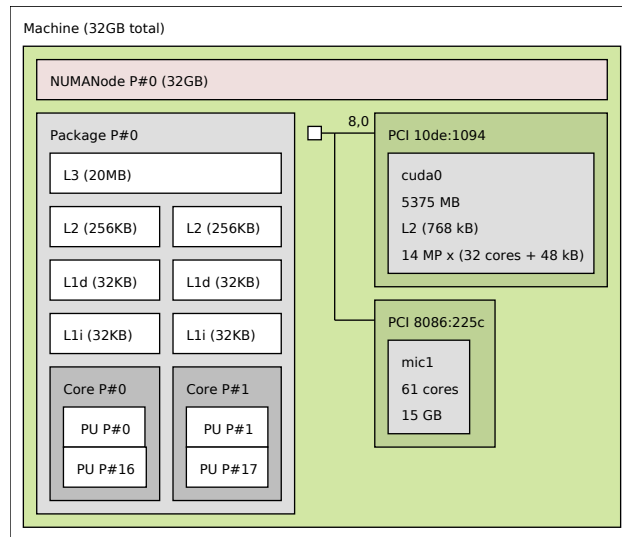 Machine (32GB total)
NUMANode P#0 (32GB)
Package P#0
L3 (20MB)
L2 (256KB) L2 (256KB)
L1d (32KB) L1d (32KB)
L1i (32KB) L1i (32KB)
Core P#0 Core P#1
PU P#0 PU P#1
PU P#16 PU P#17
8,0
PCI 10de:1094
cuda0
5375 MB
L2 (768 kB)
14 MP x (32 cores + 48 kB)
PCI 8086:225c
mic1
61 cores
15 GB